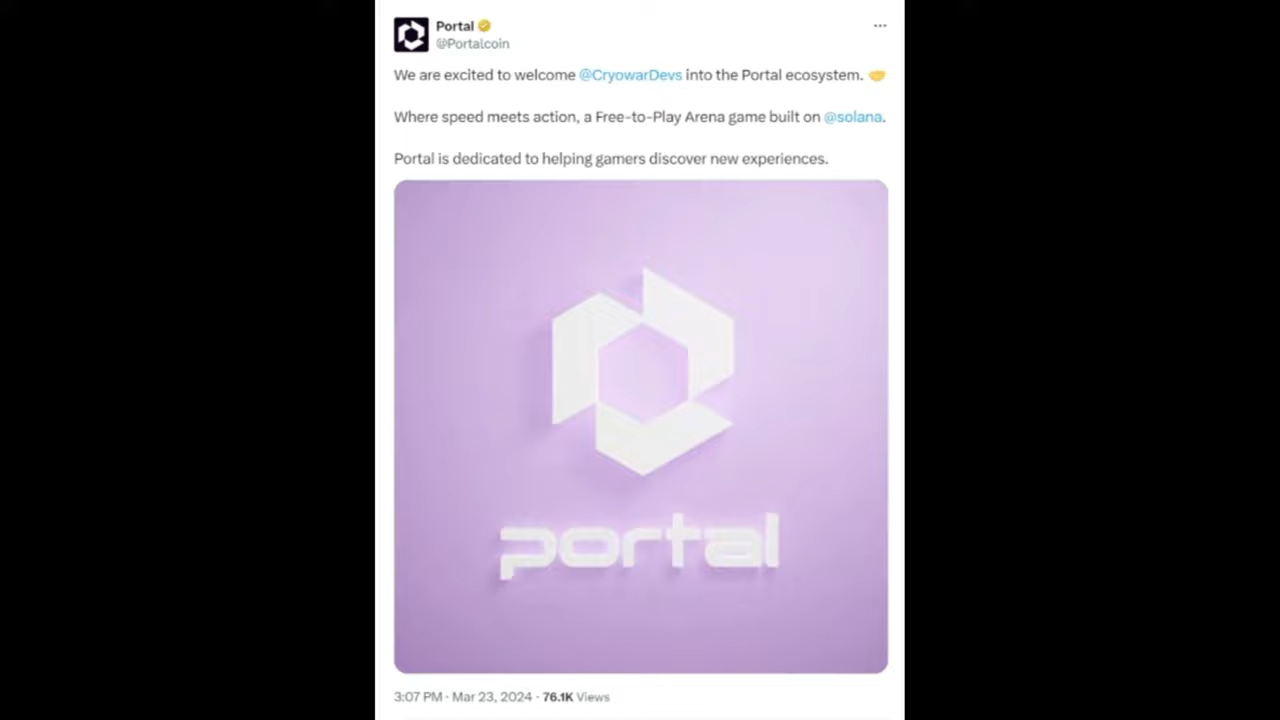 Portal
@Portalcoin
We are excited to welcome @CryowarDevs into the Portal ecosystem. 🤝
Where speed meets action, a Free-to-Play Arena game built on @solana.
Portal is dedicated to helping gamers discover new experiences.
portal
3:07 PM · Mar 23, 2024 · 76.1K Views